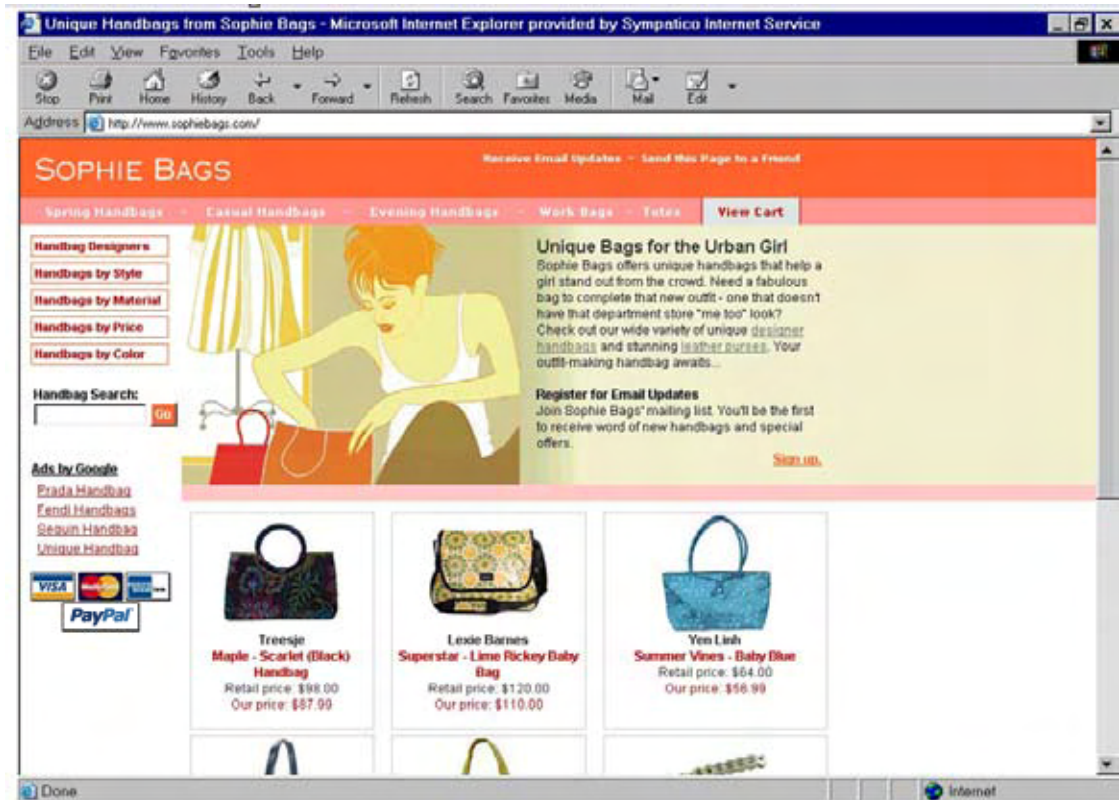 Unique Handbags from Sophie Bags - Microsoft Internet Explorer provided by Sympatico Internet Service
File Edit View Favorites Tools Help
Stop Print Home History Back Forward Refresh Search Favorites Media Mail Edit
Address http://www.sophiebags.com/
SOPHIE BAGS
Receive Email Updates ~ Send this Page to a Friend
Spring Handbags ~ Casual Handbags ~ Evening Handbags ~ Work Bags ~ Totes View Cart
Handbag Designers
Handbags by Style
Handbags by Material
Handbags by Price
Handbags by Color
Handbag Search:
Go
Ads by Google
Prada Handbag
Fendi Handbags
Sequin Handbag
Unique Handbag
VISA MasterCard
PayPal
Unique Bags for the Urban Girl
Sophie Bags offers unique handbags that help a
girl stand out from the crowd. Need a fabulous
bag to complete that new outfit - one that doesn't
have that department store "me too" look?
Check out our wide variety of unique designer
handbags and stunning leather purses. Your
outfit-making handbag awaits...
Register for Email Updates
Join Sophie Bags' mailing list. You'll be the first
to receive word of new handbags and special
offers.
Sign up.
Treesje
Maple - Scarlet (Black)
Handbag
Retail price: $98.00
Our price: $87.99
Lexie Barnes
Superstar - Lime Rickey Baby
Bag
Retail price: $120.00
Our price: $110.00
Yen Linh
Summer Vines - Baby Blue
Retail price: $64.00
Our price: $56.99
Done
Internet